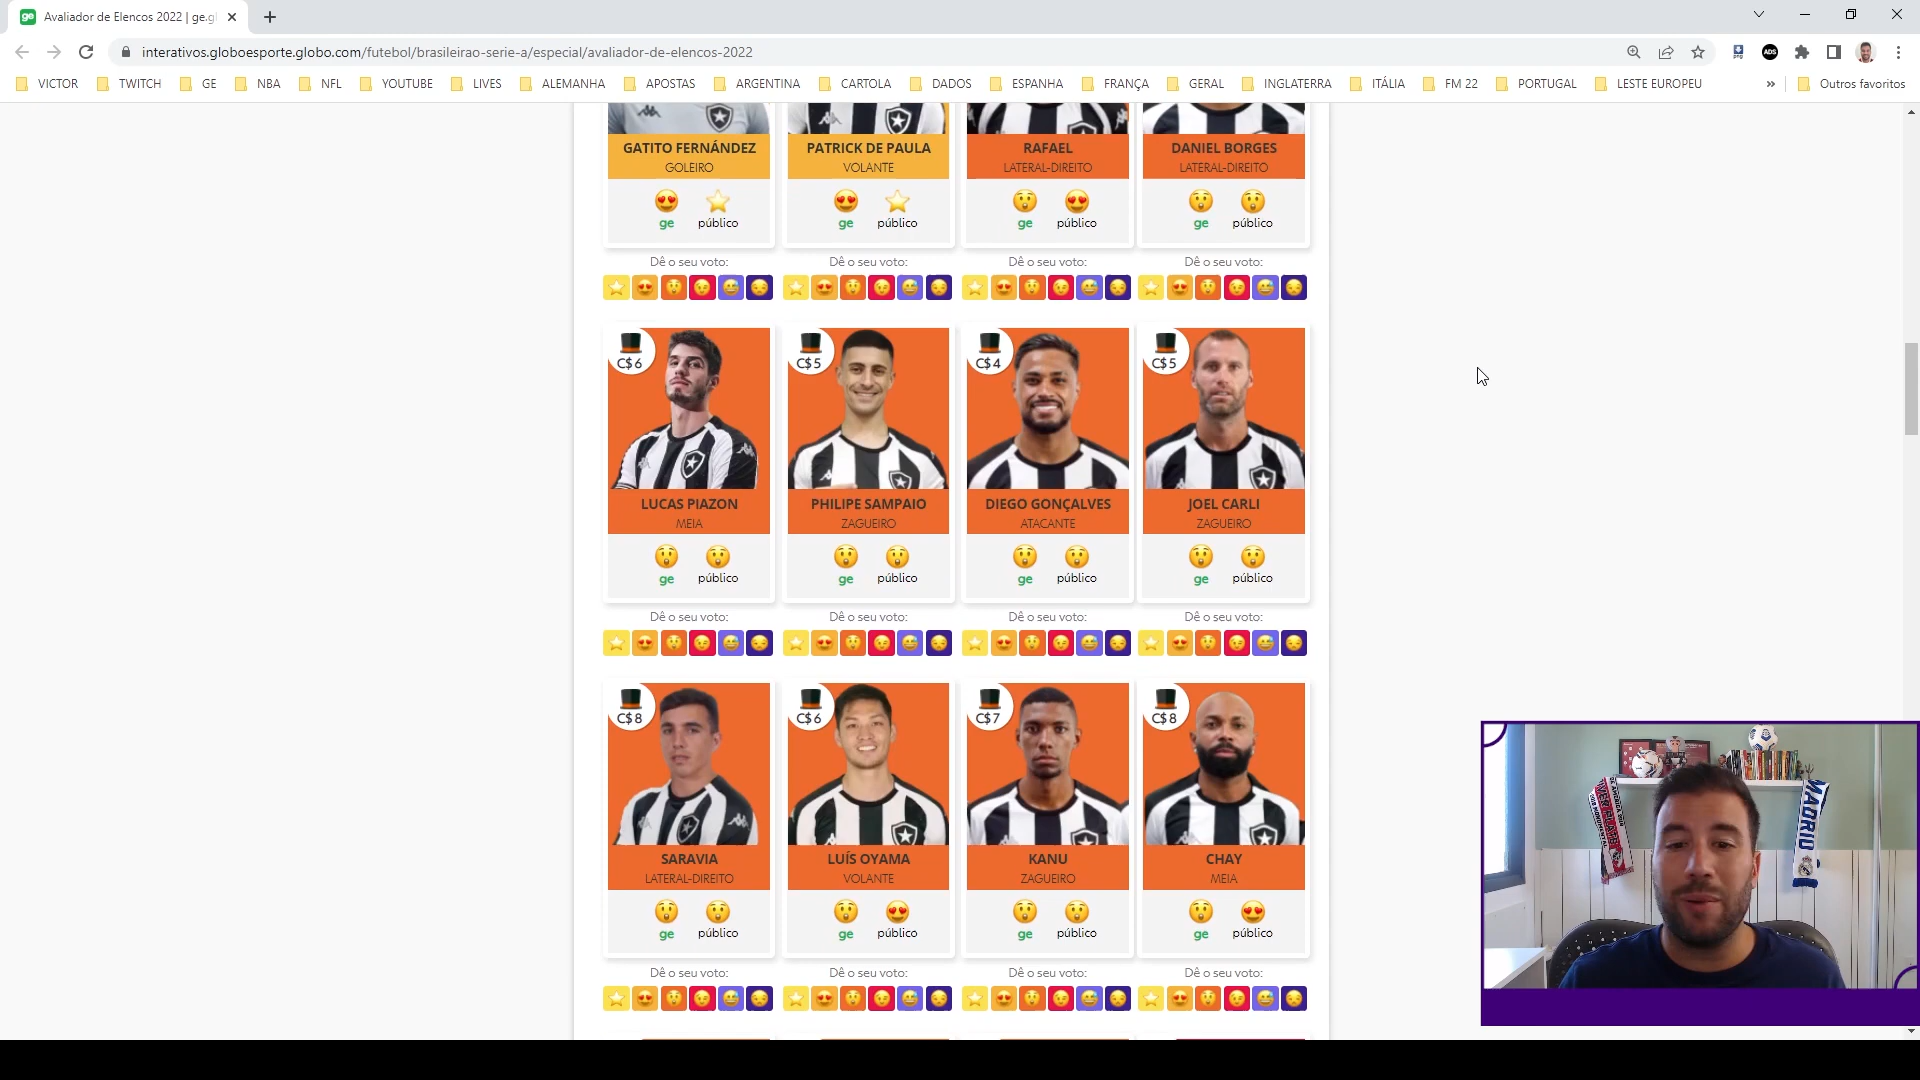 Avaliador de Elencos 2022 | ge.gl
interativos.globoesporte.globo.com/futebol/brasileirao-serie-a/especial/avaliador-de-elencos-2022
VICTOR TWITCH GE NBA NFL YOUTUBE LIVES ALEMANHA APOSTAS ARGENTINA CARTOLA DADOS ESPANHA FRANÇA GERAL INGLATERRA ITÁLIA FM 22 PORTUGAL LESTE EUROPEU » Outros favoritos
GATITO FERNÁNDEZ PATRICK DE PAULA RAFAEL DANIEL BORGES
GOLEIRO VOLANTE LATERAL-DIREITO LATERAL-DIREITO
ge público ge público ge público ge público
Dê o seu voto: Dê o seu voto: Dê o seu voto: Dê o seu voto:
C$ 6 C$ 5 C$ 4 C$ 5
LUCAS PIAZON PHILIPE SAMPAIO DIEGO GONÇALVES JOEL CARLI
MEIA ZAGUEIRO ATACANTE ZAGUEIRO
ge público ge público ge público ge público
Dê o seu voto: Dê o seu voto: Dê o seu voto: Dê o seu voto:
C$ 8 C$ 6 C$ 7 C$ 8
SARAVIA LUÍS OYAMA KANU CHAY
LATERAL-DIREITO VOLANTE ZAGUEIRO MEIA
ge público ge público ge público ge público
Dê o seu voto: Dê o seu voto: Dê o seu voto: Dê o seu voto:
MADRID